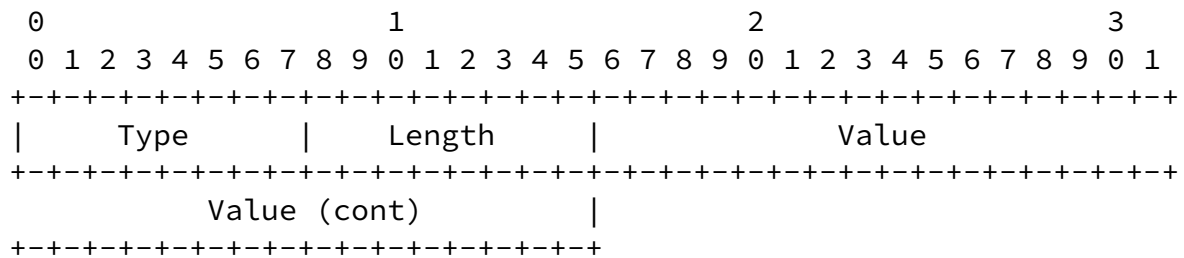 0                   1                   2                   3
 0 1 2 3 4 5 6 7 8 9 0 1 2 3 4 5 6 7 8 9 0 1 2 3 4 5 6 7 8 9 0 1
+-+-+-+-+-+-+-+-+-+-+-+-+-+-+-+-+-+-+-+-+-+-+-+-+-+-+-+-+-+-+-+-+
|     Type      |    Length     |             Value
+-+-+-+-+-+-+-+-+-+-+-+-+-+-+-+-+-+-+-+-+-+-+-+-+-+-+-+-+-+-+-+-+
           Value (cont)         |
+-+-+-+-+-+-+-+-+-+-+-+-+-+-+-+-+